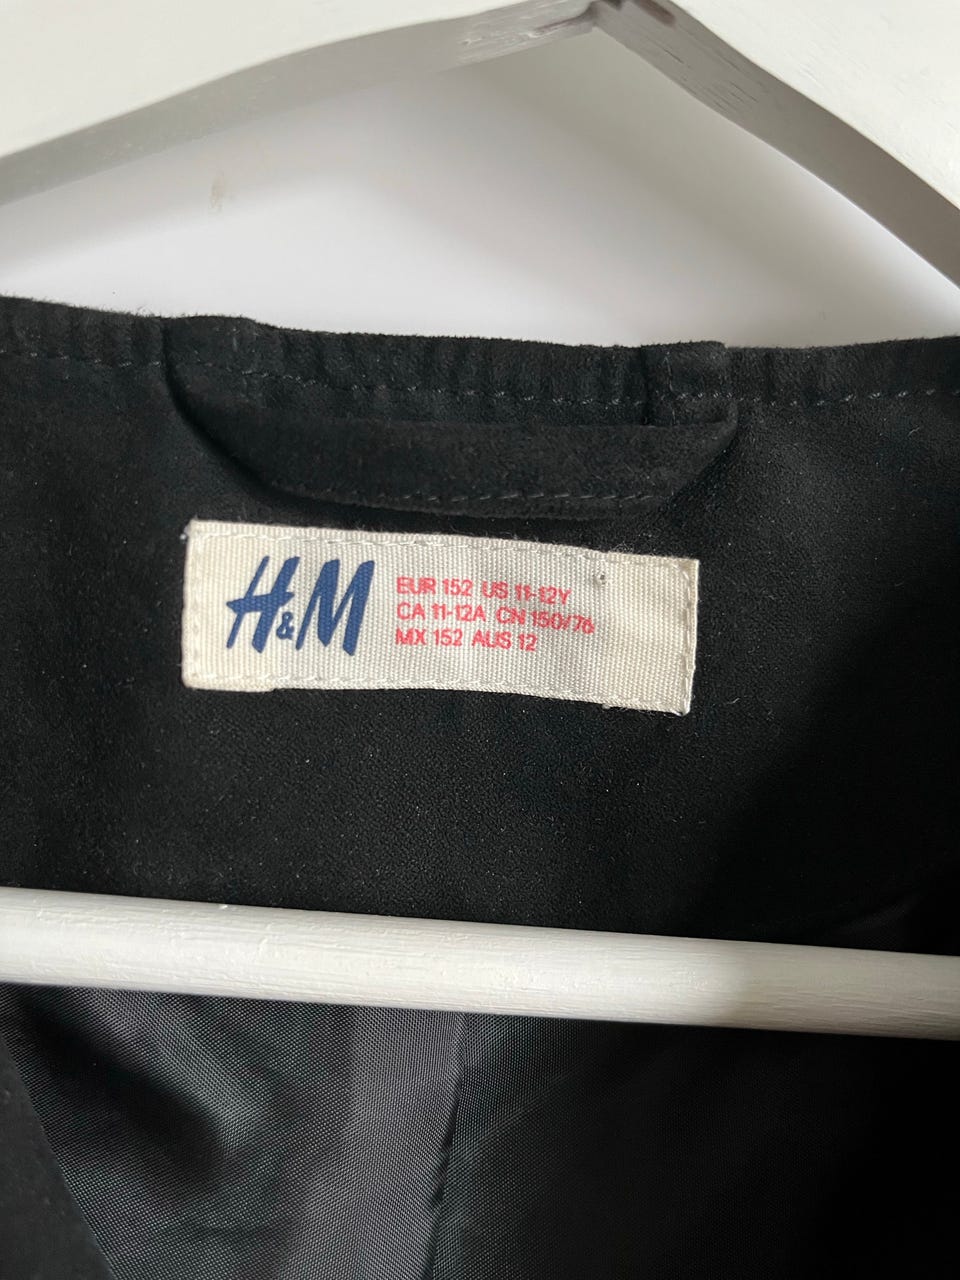 H&M
EUR 152 US 11-12Y
CA 11-12A CN 150/76
MX 152 AUS 12